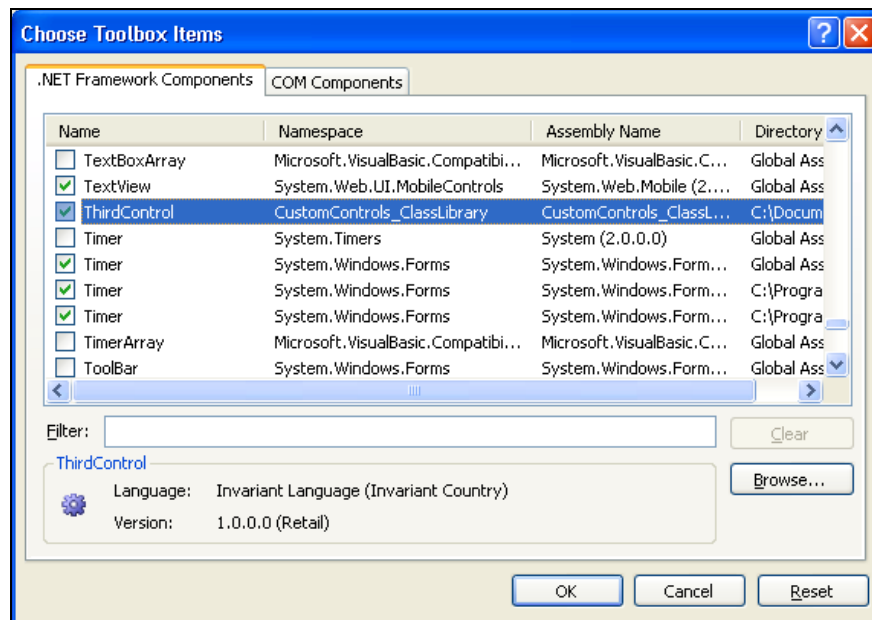 Choose Toolbox Items
.NET Framework Components COM Components
Name Namespace Assembly Name Directory
TextBoxArray Microsoft.VisualBasic.Compatibi... Microsoft.VisualBasic.C... Global Ass
TextView System.Web.UI.MobileControls System.Web.Mobile (2.... Global Ass
ThirdControl CustomControls_ClassLibrary CustomControls_ClassL... C:\Docum
Timer System.Timers System (2.0.0.0) Global Ass
Timer System.Windows.Forms System.Windows.Form... Global Ass
Timer System.Windows.Forms System.Windows.Form... C:\Progra
Timer System.Windows.Forms System.Windows.Form... C:\Progra
TimerArray Microsoft.VisualBasic.Compatibi... Microsoft.VisualBasic.C... Global Ass
ToolBar System.Windows.Forms System.Windows.Form... Global Ass
Filter: Clear
ThirdControl
Language: Invariant Language (Invariant Country) Browse...
Version: 1.0.0.0 (Retail)
OK Cancel Reset